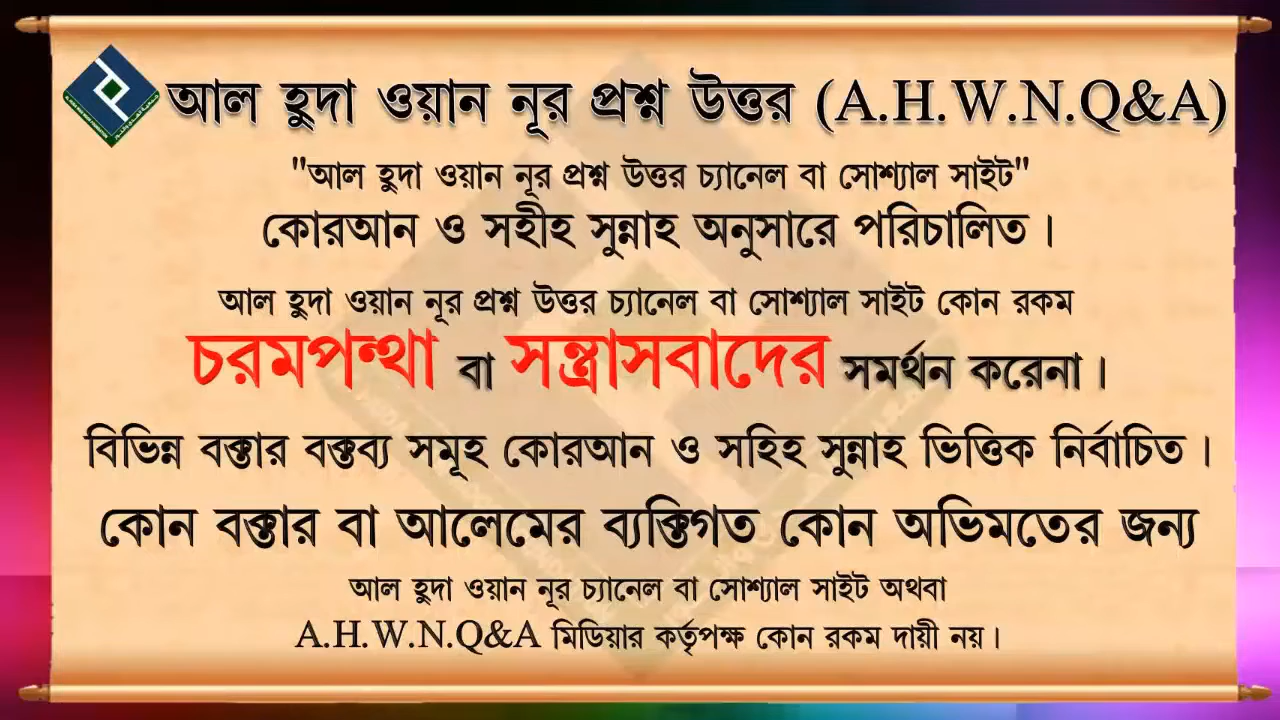 আল হুদা ওয়ান নূর প্রশ্ন উত্তর (A.H.W.N.Q&A)
"আল হুদা ওয়ান নূর প্রশ্ন উত্তর চ্যানেল বা সোশ্যাল সাইট"
কোরআন ও সহীহ সুন্নাহ অনুসারে পরিচালিত।
আল হুদা ওয়ান নূর প্রশ্ন উত্তর চ্যানেল বা সোশ্যাল সাইট কোন রকম
চরমপন্থা বা সন্ত্রাসবাদের সমর্থন করেনা।
বিভিন্ন বক্তার বক্তব্য সমূহ কোরআন ও সহিহ সুন্নাহ ভিত্তিক নির্বাচিত।
কোন বক্তার বা আলেমের ব্যক্তিগত কোন অভিমতের জন্য
আল হুদা ওয়ান নূর চ্যানেল বা সোশ্যাল সাইট অথবা
A.H.W.N.Q&A মিডিয়ার কর্তৃপক্ষ কোন রকম দায়ী নয়।